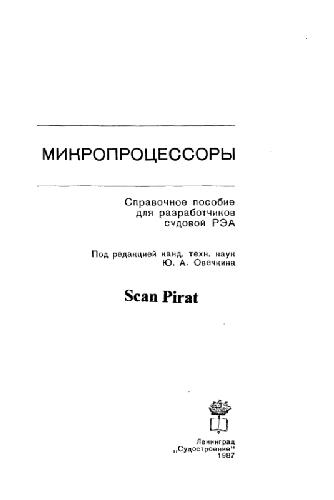 МИКРОПРОЦЕССОРЫ
Справочное пособие
для разработчиков
судовой РЭА
Под редакцией канд. техн. наук
Ю. А. Овечкина
Scan Pirat
Ленинград
„Судостроение"
1987